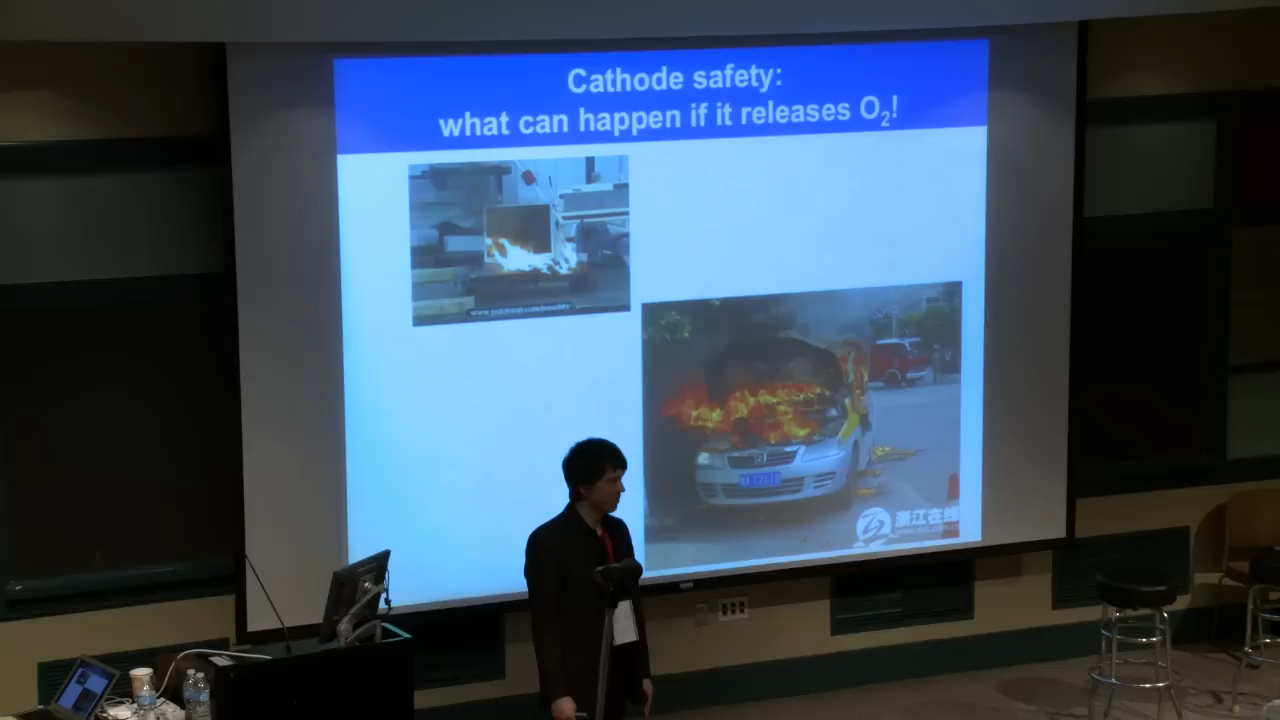 Cathode safety:
what can happen if it releases O₂!
浙江在线